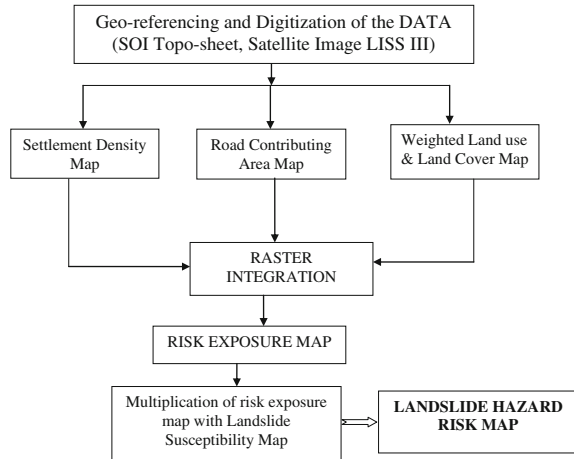 Geo-referencing and Digitization of the DATA
(SOI Topo-sheet, Satellite Image LISS III)
Settlement Density
Map
Road Contributing
Area Map
Weighted Land use
& Land Cover Map
RASTER
INTEGRATION
RISK EXPOSURE MAP
Multiplication of risk exposure
map with Landslide
Susceptibility Map
LANDSLIDE HAZARD
RISK MAP